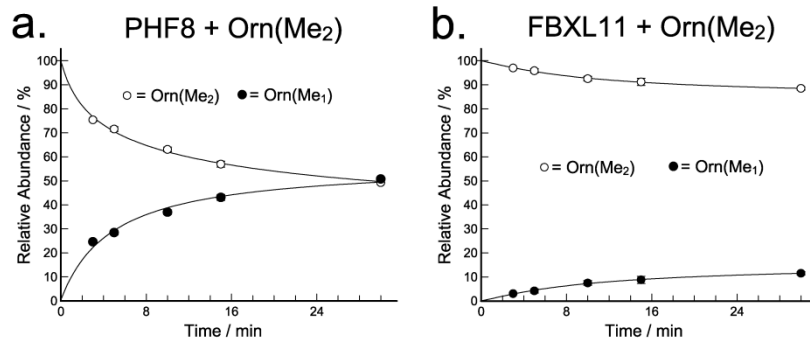 a. PHF8 + Orn(Me₂)
Relative Abundance / %
100
90
80
70
60
50
40
30
20
10
0
○ = Orn(Me₂) ● = Orn(Me₁)
0 8 16 24
Time / min
b. FBXL11 + Orn(Me₂)
Relative Abundance / %
100
90
80
70
60
50
40
30
20
10
0
○ = Orn(Me₂) ● = Orn(Me₁)
0 8 16 24
Time / min